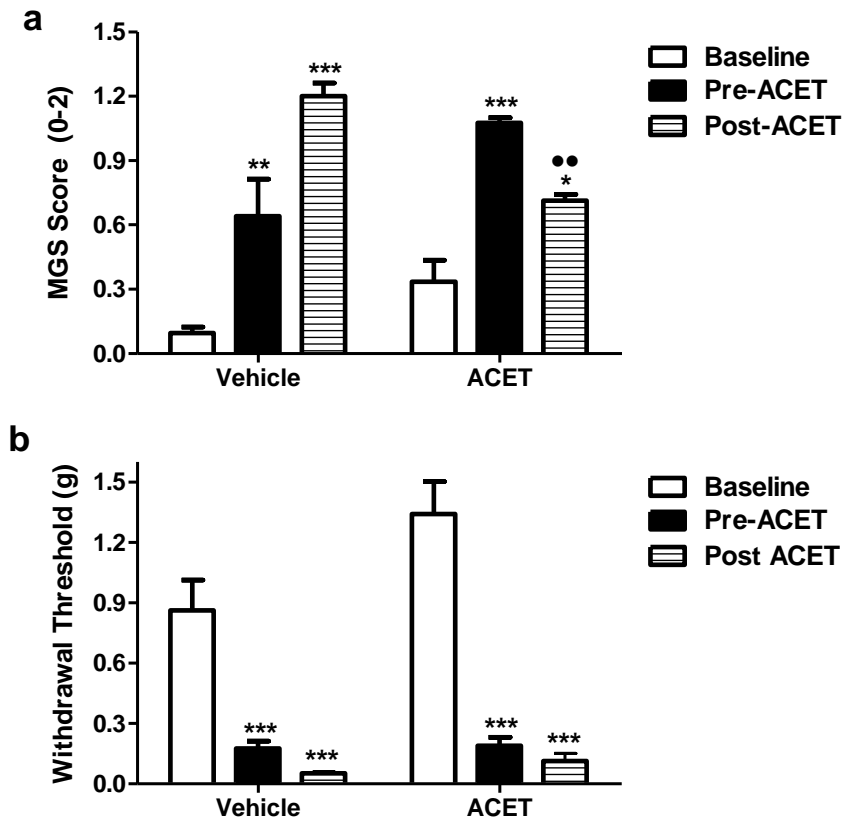 a
MGS Score (0-2)
1.5
1.2
0.9
0.6
0.3
0.0
**
***
***
••
*
Vehicle
ACET
Baseline
Pre-ACET
Post-ACET
b
Withdrawal Threshold (g)
1.5
1.2
0.9
0.6
0.3
0.0
***
***
***
***
Vehicle
ACET
Baseline
Pre-ACET
Post ACET